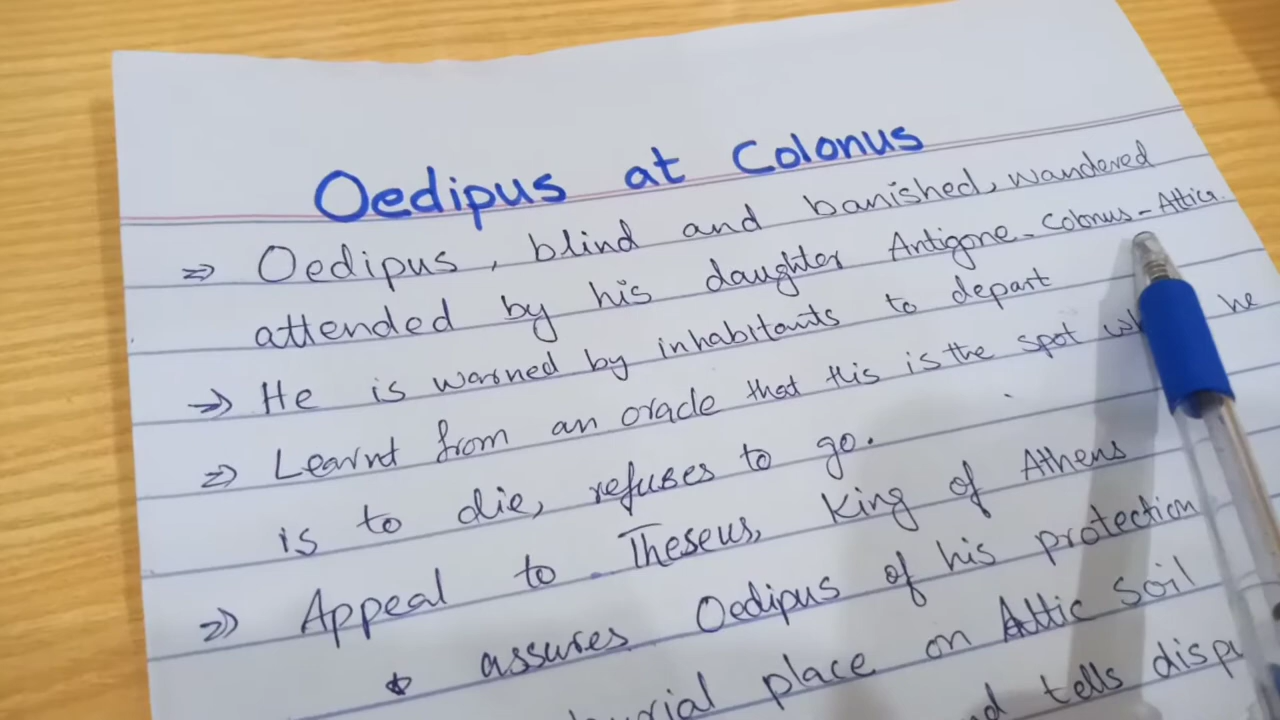 Oedipus at Colonus
⇒ Oedipus, blind and banished, wandered
attended by his daughter Antigone - Colonus - Attica.
→ He is warned by inhabitants to depart
⇒ Learnt from an oracle that this is the spot he
is to die, refuses to go.
⇒ Appeal to Theseus, King of Athens
assures Oedipus of his protection
place on Attic soil
tells